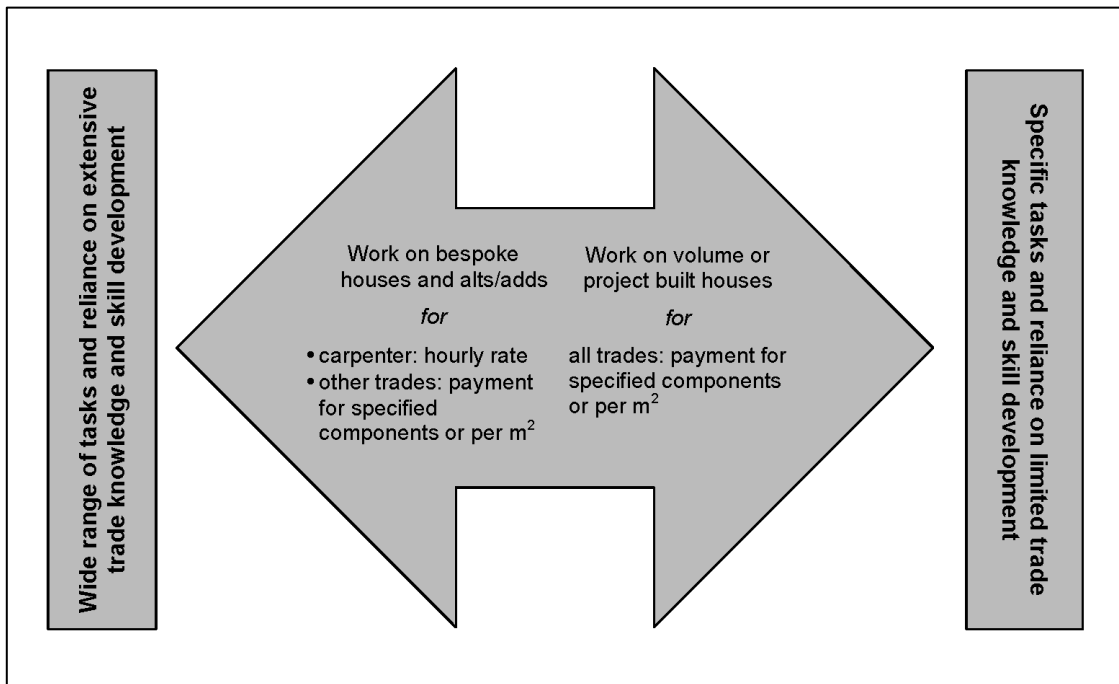 Wide range of tasks and reliance on extensive
trade knowledge and skill development
Work on bespoke
houses and alts/adds
for
• carpenter: hourly rate
• other trades: payment
for specified
components or per m²
Work on volume or
project built houses
for
all trades: payment for
specified components
or per m²
Specific tasks and reliance on limited trade
knowledge and skill development